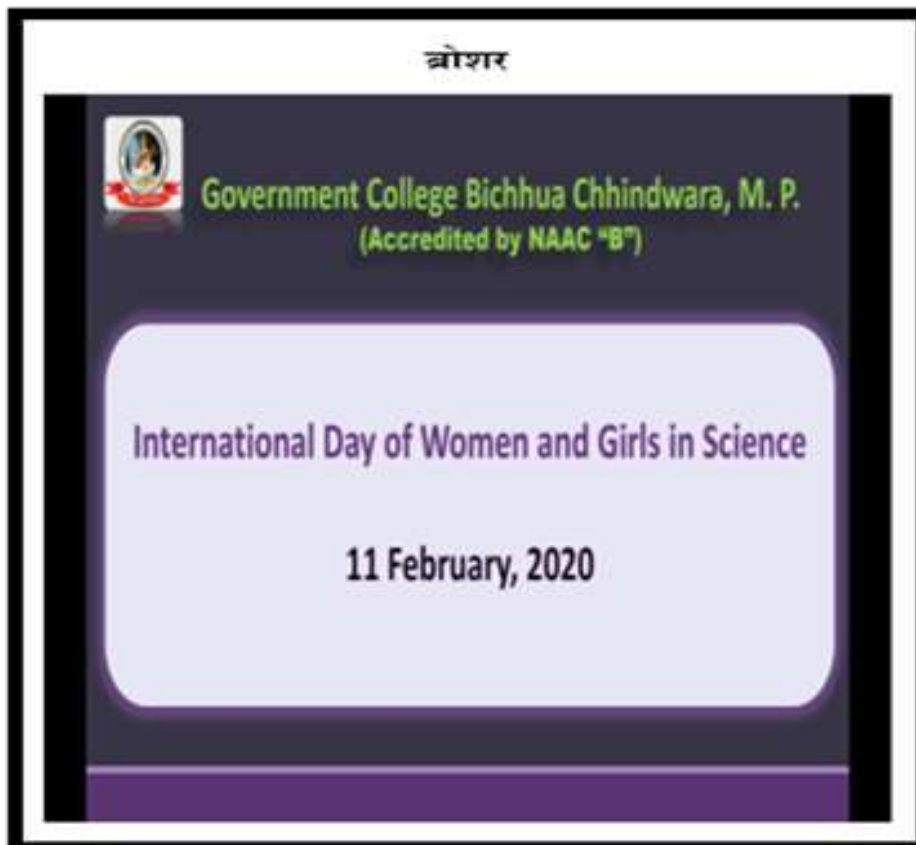 ब्रोशर
Government College Bichhua Chhindwara, M. P.
(Accredited by NAAC “B”)
International Day of Women and Girls in Science
11 February, 2020